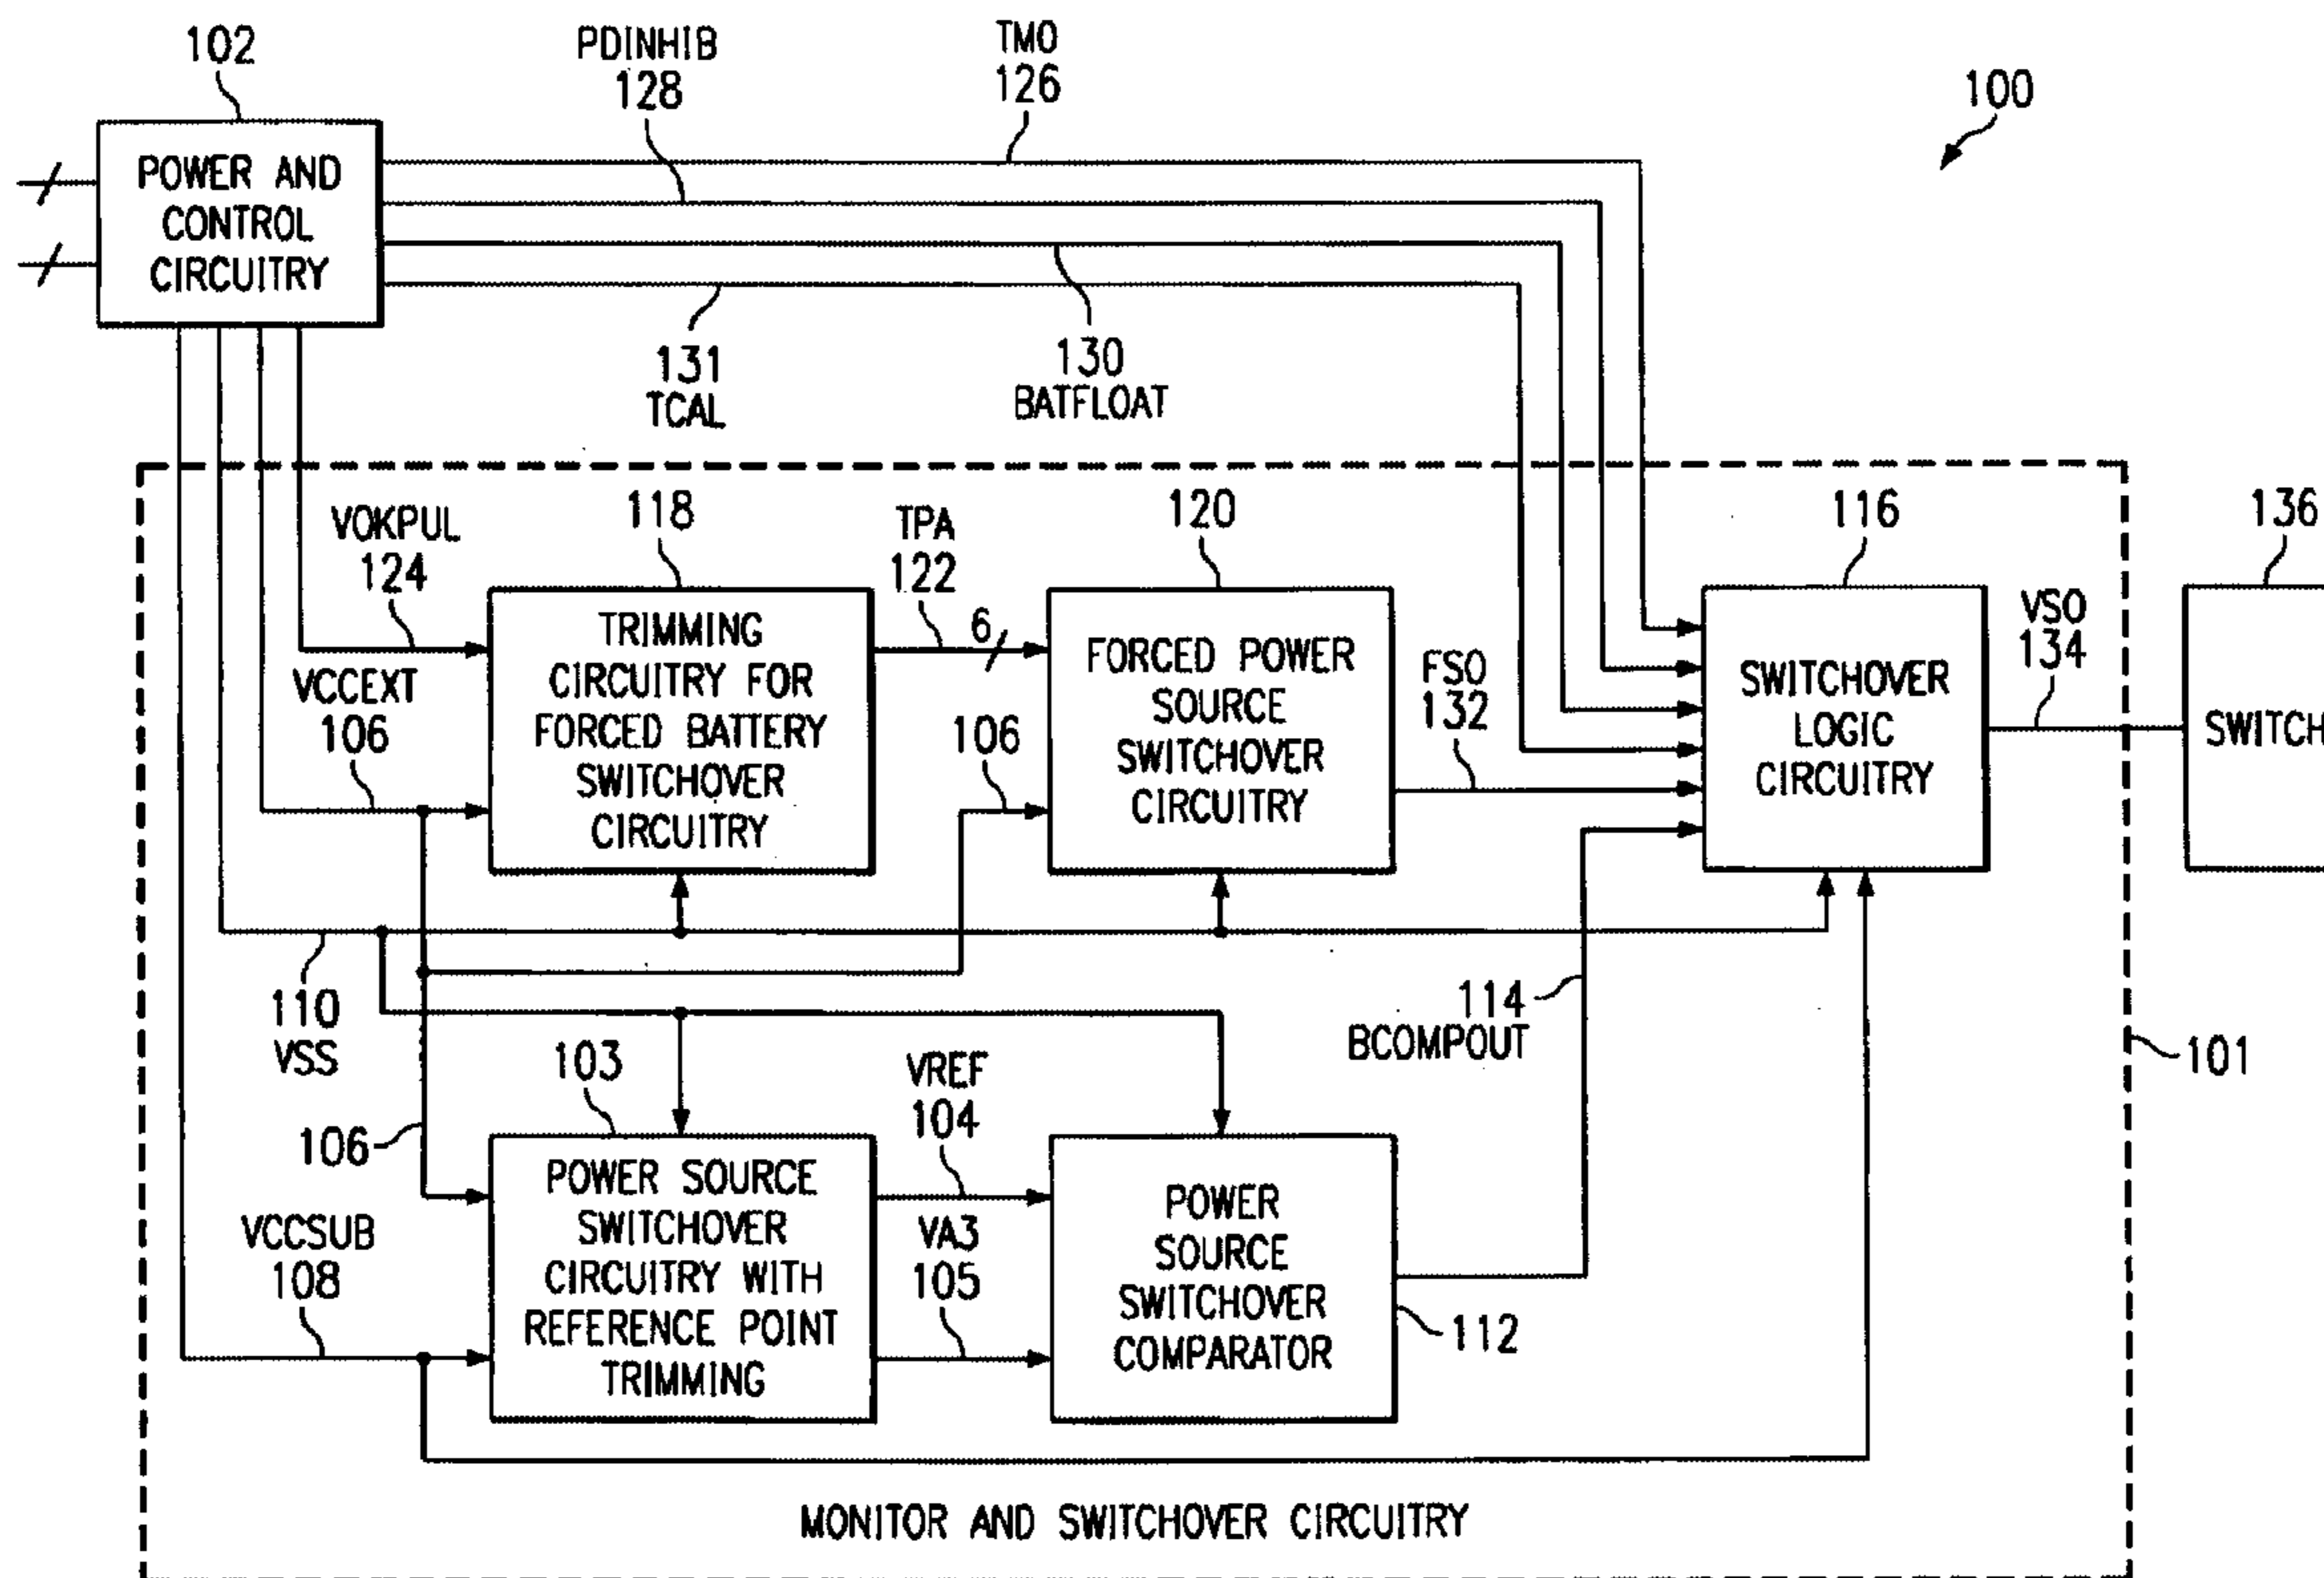 102
PDINHIB
128
TMO
126
100
POWER AND
CONTROL
CIRCUITRY
131
TCAL
130
BATFLOAT
VOKPUL
124
118
TPA
122
120
116
136
VCCEXT
106
TRIMMING
CIRCUITRY FOR
FORCED BATTERY
SWITCHOVER
CIRCUITRY
6
106
FORCED POWER
SOURCE
SWITCHOVER
CIRCUITRY
FSO
132
SWITCHOVER
LOGIC
CIRCUITRY
VSO
134
SWITCH
110
VSS
114
BCOMPOUT
101
103
VREF
104
106
VCCSUB
108
POWER SOURCE
SWITCHOVER
CIRCUITRY WITH
REFERENCE POINT
TRIMMING
VA3
105
POWER
SOURCE
SWITCHOVER
COMPARATOR
112
MONITOR AND SWITCHOVER CIRCUITRY